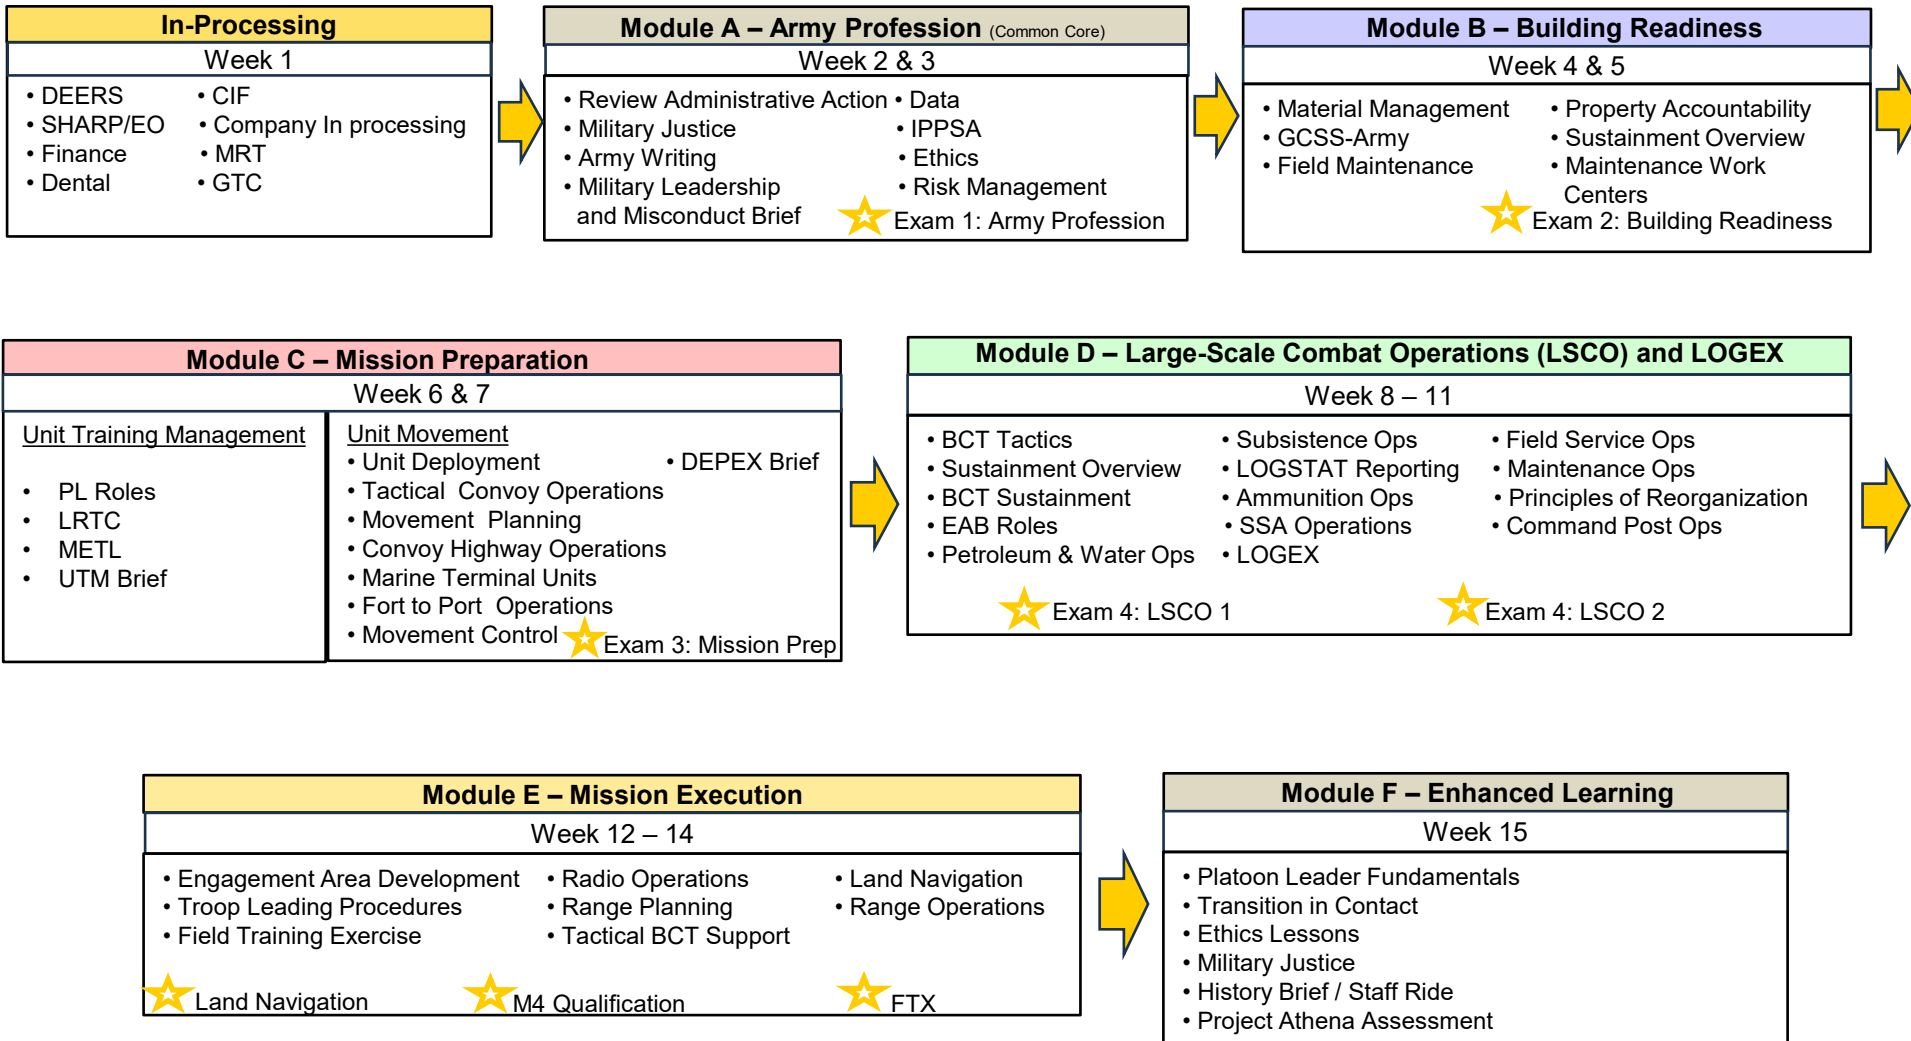 In-Processing
Week 1
• DEERS
• SHARP/EO
• Finance
• Dental
• CIF
• Company In processing
• MRT
• GTC
Module A – Army Profession (Common Core)
Week 2 & 3
• Review Administrative Action
• Military Justice
• Army Writing
• Military Leadership
and Misconduct Brief
• Data
• IPPSA
• Ethics
• Risk Management
Exam 1: Army Profession
Module B – Building Readiness
Week 4 & 5
• Material Management
• GCSS-Army
• Field Maintenance
• Property Accountability
• Sustainment Overview
• Maintenance Work
Centers
Exam 2: Building Readiness
Module C – Mission Preparation
Week 6 & 7
Unit Training Management
• PL Roles
• LRTC
• METL
• UTM Brief
Unit Movement
• Unit Deployment
• Tactical Convoy Operations
• Movement Planning
• Convoy Highway Operations
• Marine Terminal Units
• Fort to Port Operations
• Movement Control
• DEPEX Brief
Exam 3: Mission Prep
Module D – Large-Scale Combat Operations (LSCO) and LOGEX
Week 8 – 11
• BCT Tactics
• Sustainment Overview
• BCT Sustainment
• EAB Roles
• Petroleum & Water Ops
• Subsistence Ops
• LOGSTAT Reporting
• Ammunition Ops
• SSA Operations
• LOGEX
• Field Service Ops
• Maintenance Ops
• Principles of Reorganization
• Command Post Ops
Exam 4: LSCO 1
Exam 4: LSCO 2
Module E – Mission Execution
Week 12 – 14
• Engagement Area Development
• Troop Leading Procedures
• Field Training Exercise
• Radio Operations
• Range Planning
• Tactical BCT Support
• Land Navigation
• Range Operations
Land Navigation
M4 Qualification
FTX
Module F – Enhanced Learning
Week 15
• Platoon Leader Fundamentals
• Transition in Contact
• Ethics Lessons
• Military Justice
• History Brief / Staff Ride
• Project Athena Assessment